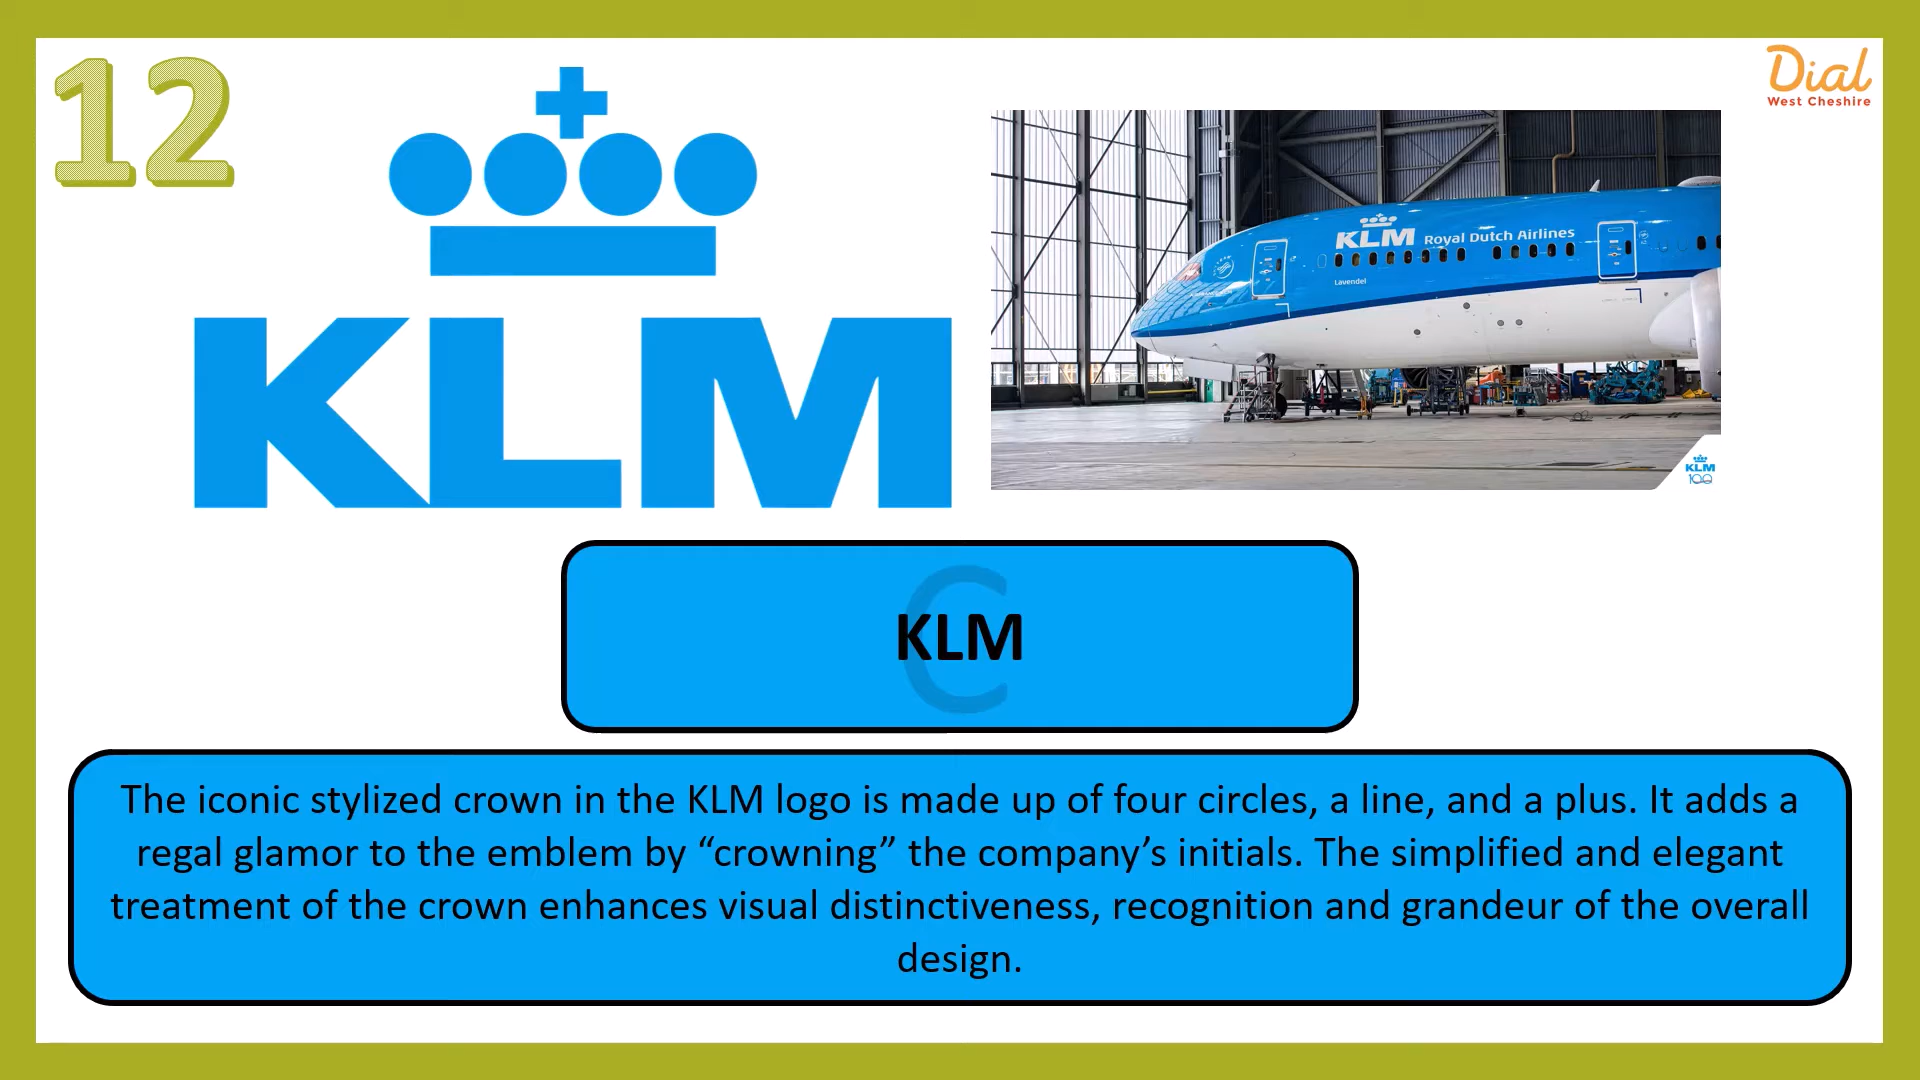 12
Dial
West Cheshire
KLM
KLM Royal Dutch Airlines
Lavendel
KLM
100
C
KLM
The iconic stylized crown in the KLM logo is made up of four circles, a line, and a plus. It adds a
regal glamor to the emblem by “crowning” the company’s initials. The simplified and elegant
treatment of the crown enhances visual distinctiveness, recognition and grandeur of the overall
design.